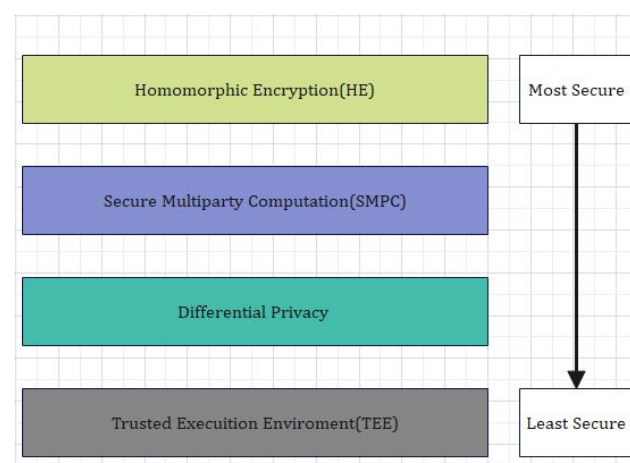 Homomorphic Encryption(HE)
Most Secure
Secure Multiparty Computation(SMPC)
Differential Privacy
Trusted Execuition Enviroment(TEE)
Least Secure